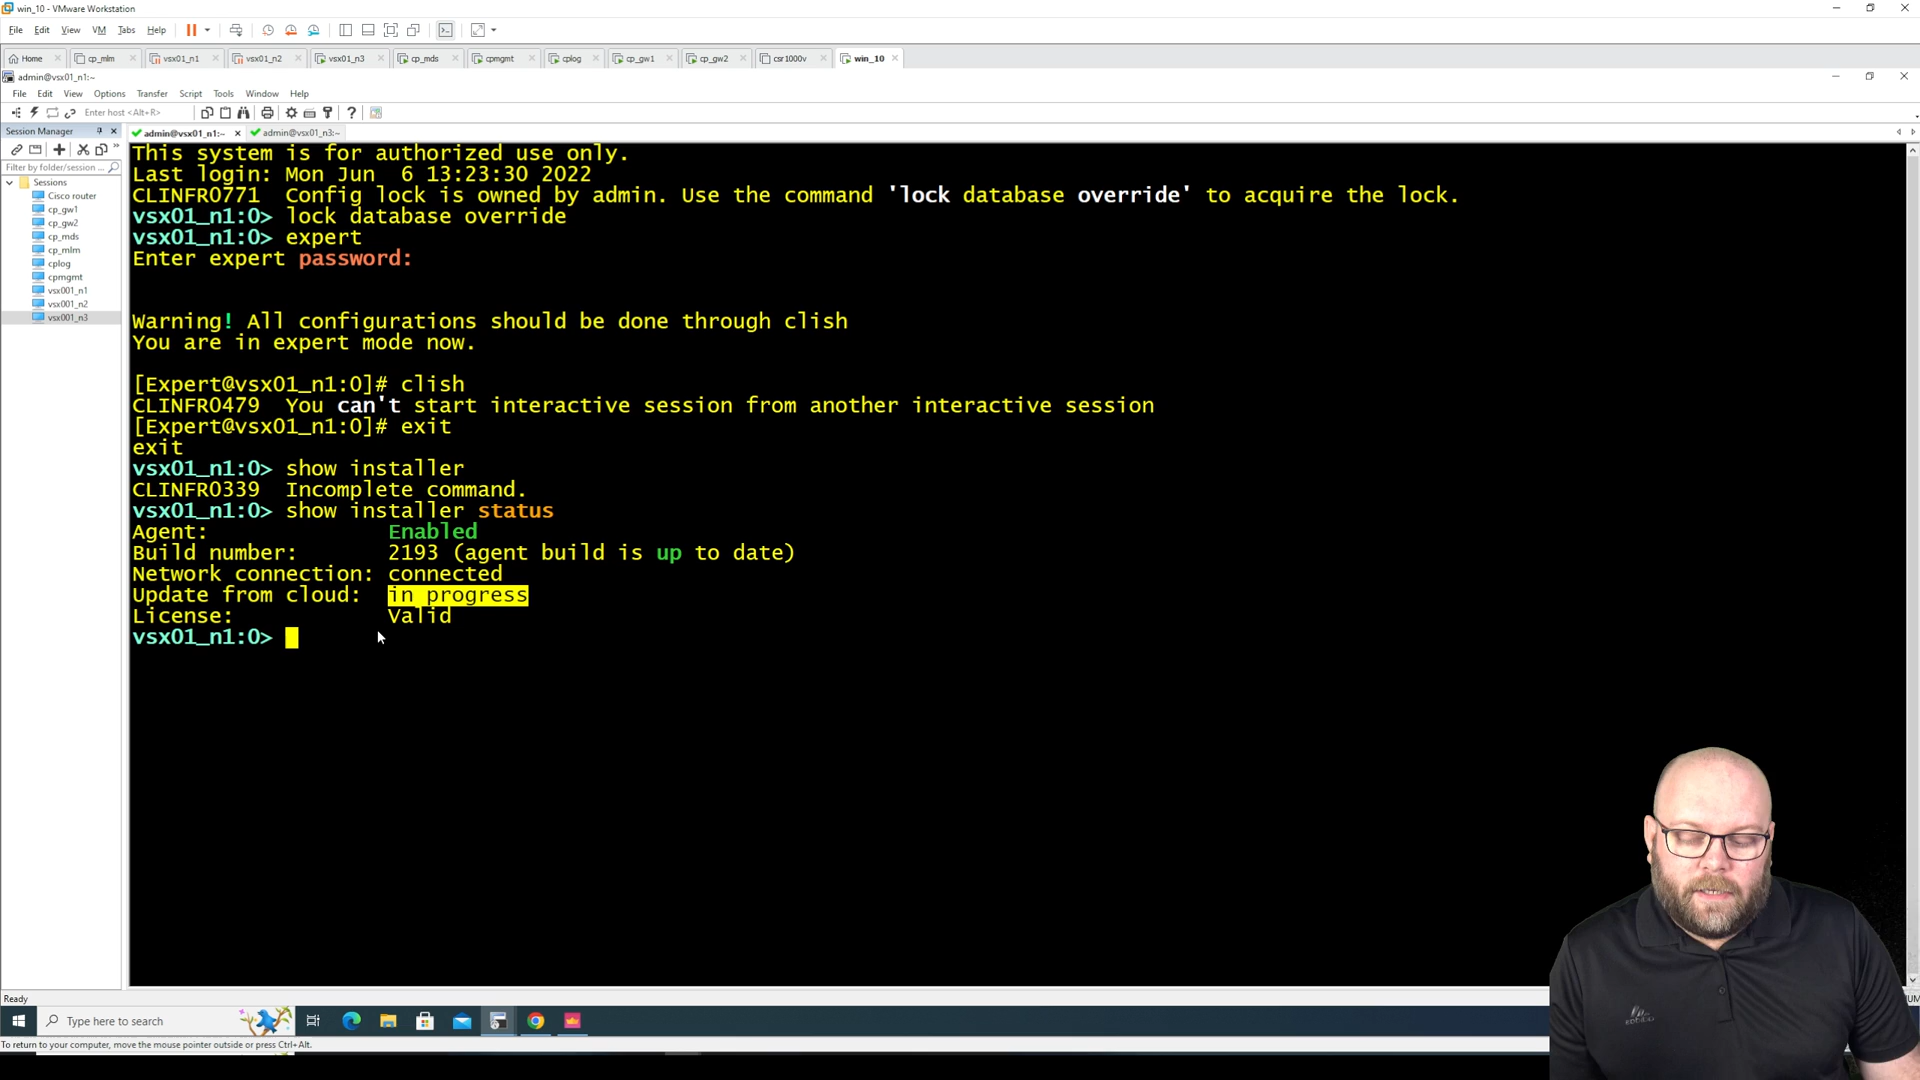 win_10 - VMware Workstation
File Edit View VM Tabs Help
Home cp_mlm vsx01_n1 vsx01_n2 vsx01_n3 cp_mds cpmgmt cplog cp_gw1 cp_gw2 csr1000v win_10
admin@vsx01_n1:~
File Edit View Options Transfer Script Tools Window Help
Enter host <Alt+R>
Session Manager
admin@vsx01_n1:~ admin@vsx01_n3:~
Filter by folder/session ...
Sessions
Cisco router
cp_gw1
cp_gw2
cp_mds
cp_mlm
cplog
cpmgmt
vsx001_n1
vsx001_n2
vsx001_n3
This system is for authorized use only.
Last login: Mon Jun  6 13:23:30 2022
CLINFR0771  Config lock is owned by admin. Use the command 'lock database override' to acquire the lock.
vsx01_n1:0> lock database override
vsx01_n1:0> expert
Enter expert password:
Warning! All configurations should be done through clish
You are in expert mode now.
[Expert@vsx01_n1:0]# clish
CLINFR0479  You can't start interactive session from another interactive session
[Expert@vsx01_n1:0]# exit
exit
vsx01_n1:0> show installer
CLINFR0339  Incomplete command.
vsx01_n1:0> show installer status
Agent:              Enabled
Build number:       2193 (agent build is up to date)
Network connection: connected
Update from cloud:  in progress
License:            Valid
vsx01_n1:0>
Ready
Type here to search
To return to your computer, move the mouse pointer outside or press Ctrl+Alt.